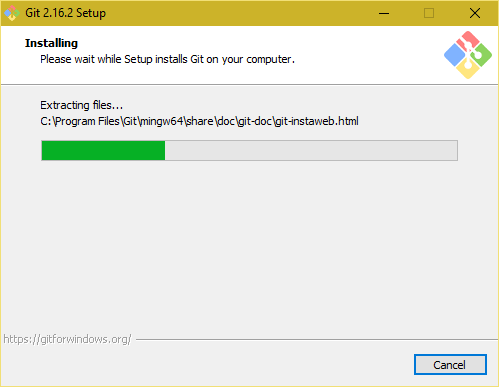 Git 2.16.2 Setup
Installing
Please wait while Setup installs Git on your computer.
Extracting files...
C:\Program Files\Git\mingw64\share\doc\git-doc\git-instaweb.html
https://gitforwindows.org/
Cancel